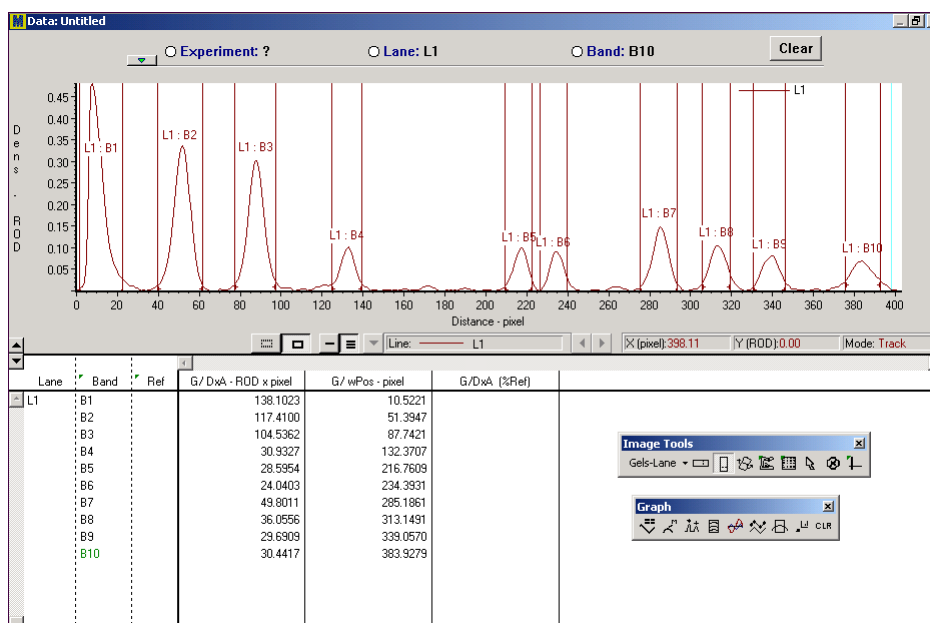 Data: Untitled
Experiment: ? Lane: L1 Band: B10 Clear
Dens. ROD
0.45
0.40
0.35
0.30
0.25
0.20
0.15
0.10
0.05
L1
L1 : B1
L1 : B2
L1 : B3
L1 : B4
L1 : B5
L1 : B6
L1 : B7
L1 : B8
L1 : B9
L1 : B10
0 20 40 60 80 100 120 140 160 180 200 220 240 260 280 300 320 340 360 380 400
Distance - pixel
Line: L1 X (pixel):398.11 Y (ROD):0.00 Mode: Track
Lane Band Ref G/ DxA - ROD x pixel G/ wPos - pixel G/DxA (%Ref)
L1 B1 138.1023 10.5221
B2 117.4100 51.3947
B3 104.5362 87.7421
B4 30.9327 132.3707
B5 28.5954 216.7609
B6 24.0403 234.3931
B7 49.8011 285.1861
B8 36.0556 313.1491
B9 29.6909 339.0570
B10 30.4417 383.9279
Image Tools
Gels-Lane
Graph
CLR